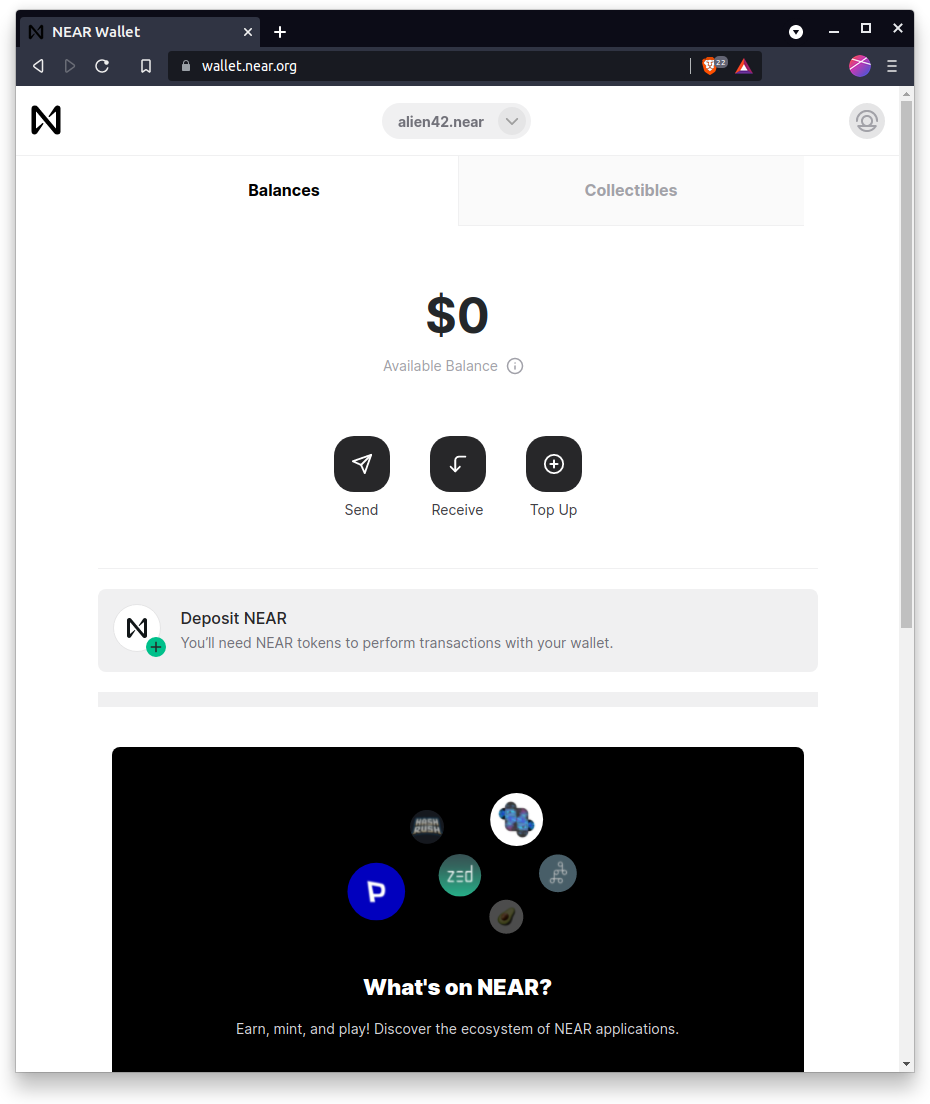 NEAR Wallet
wallet.near.org
22
alien42.near
Balances
Collectibles
$0
Available Balance
Send
Receive
Top Up
Deposit NEAR
You’ll need NEAR tokens to perform transactions with your wallet.
HASH
RUSH
P
zed
What's on NEAR?
Earn, mint, and play! Discover the ecosystem of NEAR applications.